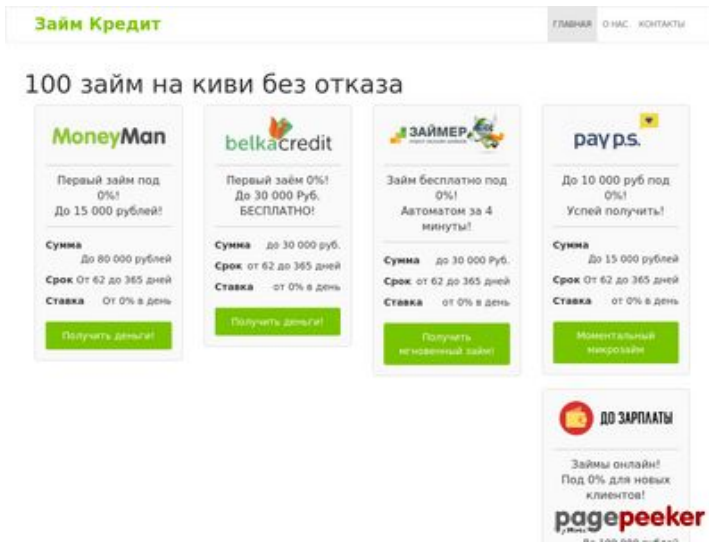 Займ Кредит
ГЛАВНАЯ О НАС КОНТАКТЫ
100 займ на киви без отказа
MoneyMan
Первый займ под
0%!
До 15 000 рублей!
Сумма
До 80 000 рублей
Срок От 62 до 365 дней
Ставка От 0% в день
Получить деньги!
belkacredit
Первый заём 0%!
До 30 000 Руб.
БЕСПЛАТНО!
Сумма до 30 000 руб.
Срок от 62 до 365 дней
Ставка от 0% в день
Получить деньги!
ЗАЙМЕР
Займ бесплатно под
0%!
Автоматом за 4
минуты!
Сумма до 30 000 Руб.
Срок от 62 до 365 дней
Ставка от 0% в день
Получить
мгновенный займ!
pay p.s.
До 10 000 руб под
0%!
Успей получить!
Сумма
До 15 000 рублей
Срок От 62 до 365 дней
Ставка От 0% в день
Моментальный
микрозайм
ДО ЗАРПЛАТЫ
Займы онлайн!
Под 0% для новых
клиентов!
pagepeeker
До 100 000 рублей